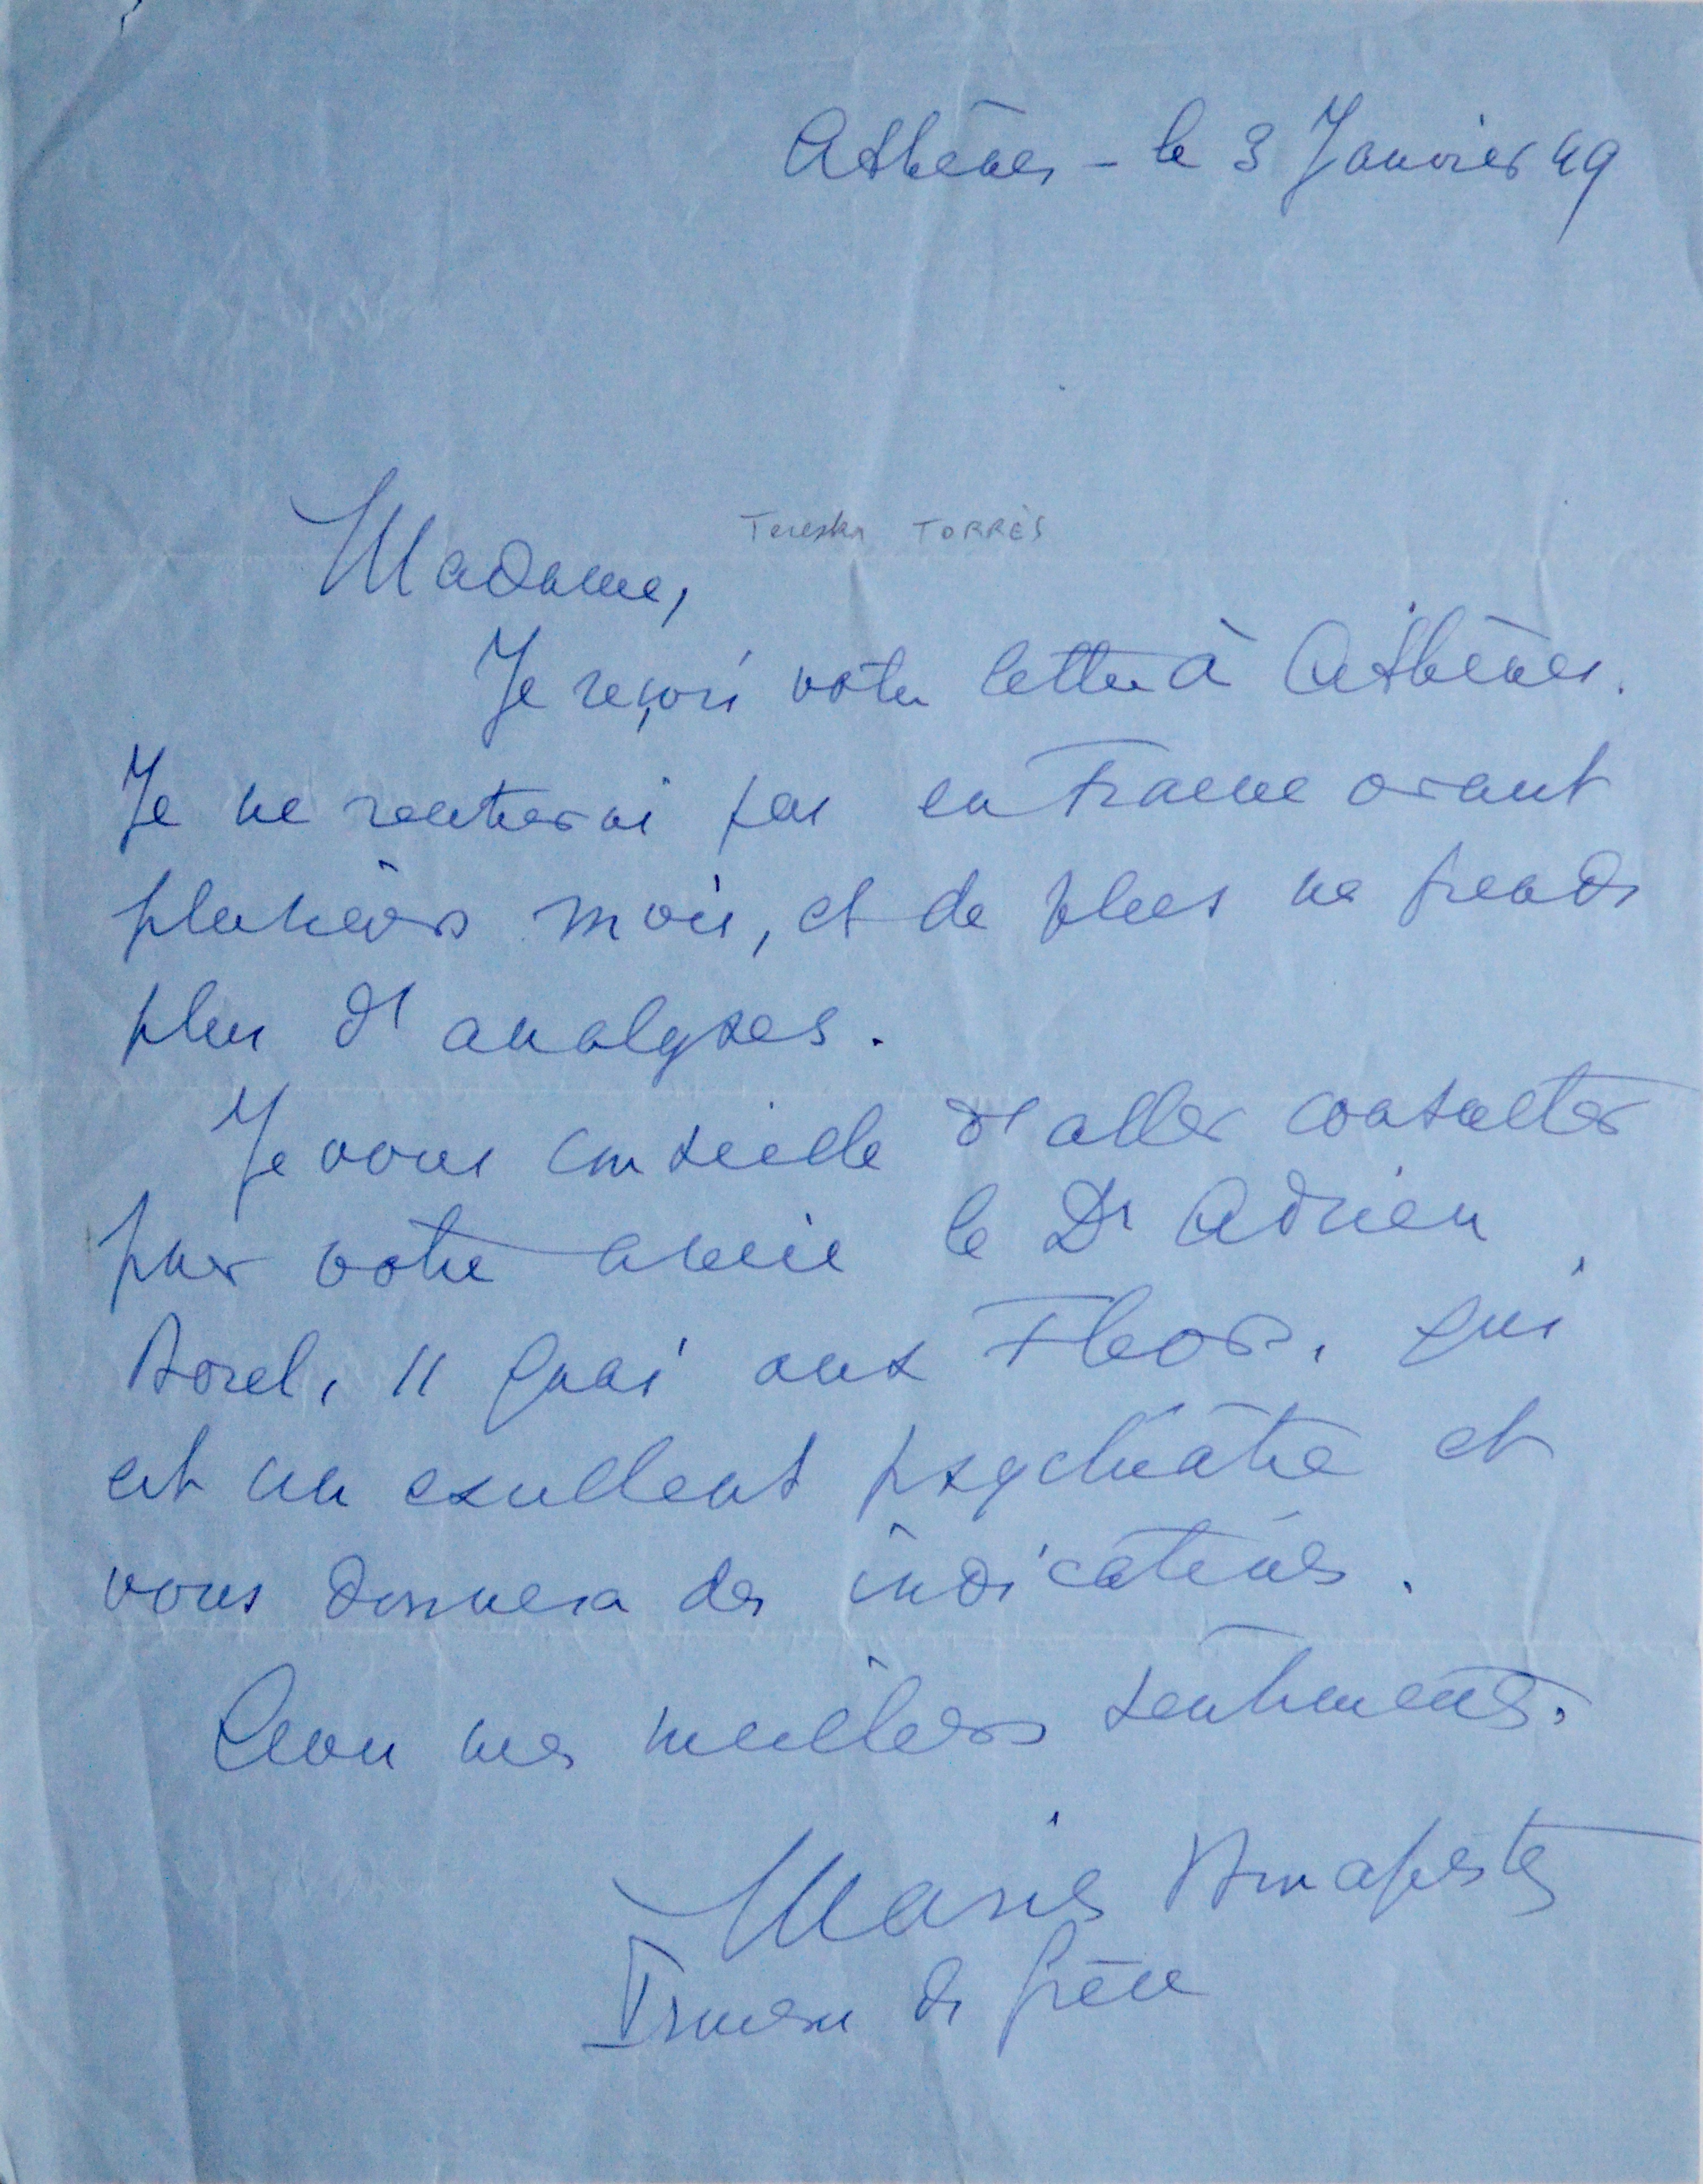 Athènes - le 3 Janvier 49
Tereska TORRÈS
Madame,
Je reçois votre lettre à Athènes.
Je ne rentrerai pas en France avant
plusieurs mois, et de plus ne prends
plus d'analyses.
Je vous conseille d'aller consulter
pour votre amie le Dr Adrien
Borel, 11 quai aux Fleurs, qui
est un excellent psychiatre et
vous donnera des indications.
Avec mes meilleurs sentiments.
Marie Bonaparte
Princesse de Grèce